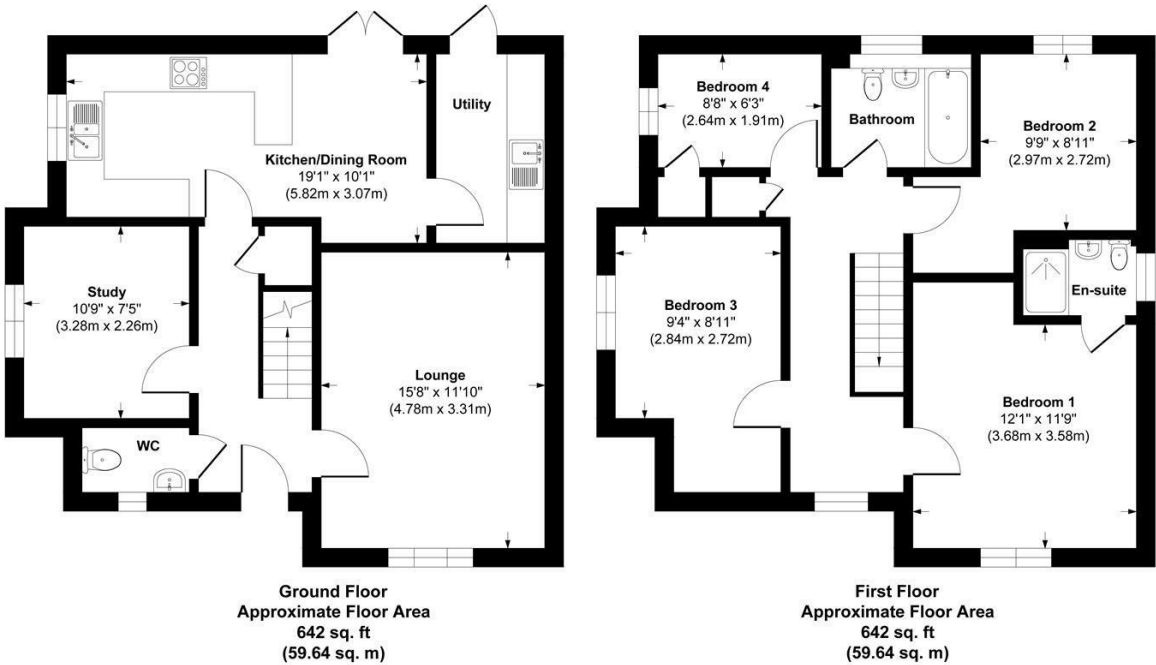 Kitchen/Dining Room
19'1" x 10'1"
(5.82m x 3.07m)
Utility
Study
10'9" x 7'5"
(3.28m x 2.26m)
Lounge
15'8" x 11'10"
(4.78m x 3.31m)
WC
Ground Floor
Approximate Floor Area
642 sq. ft
(59.64 sq. m)
Bedroom 4
8'8" x 6'3"
(2.64m x 1.91m)
Bathroom
Bedroom 2
9'9" x 8'11"
(2.97m x 2.72m)
En-suite
Bedroom 3
9'4" x 8'11"
(2.84m x 2.72m)
Bedroom 1
12'1" x 11'9"
(3.68m x 3.58m)
First Floor
Approximate Floor Area
642 sq. ft
(59.64 sq. m)